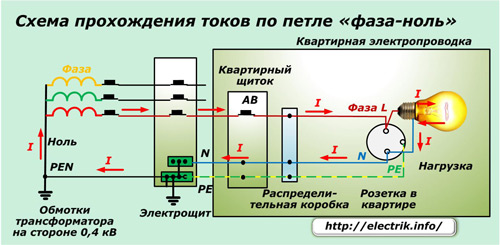 Схема прохождения токов по петле «фаза-ноль»
Квартирная электропроводка
Фаза
Квартирный
щиток
АВ
I
I
I
Фаза L
I
I
Ноль
I
PEN
I
N
I
I
N
PE
I
PE
Нагрузка
Обмотки
трансформатора
на стороне 0,4 кВ
Электрощит
Распредели-
тельная коробка
Розетка в
квартире
http://electrik.info/